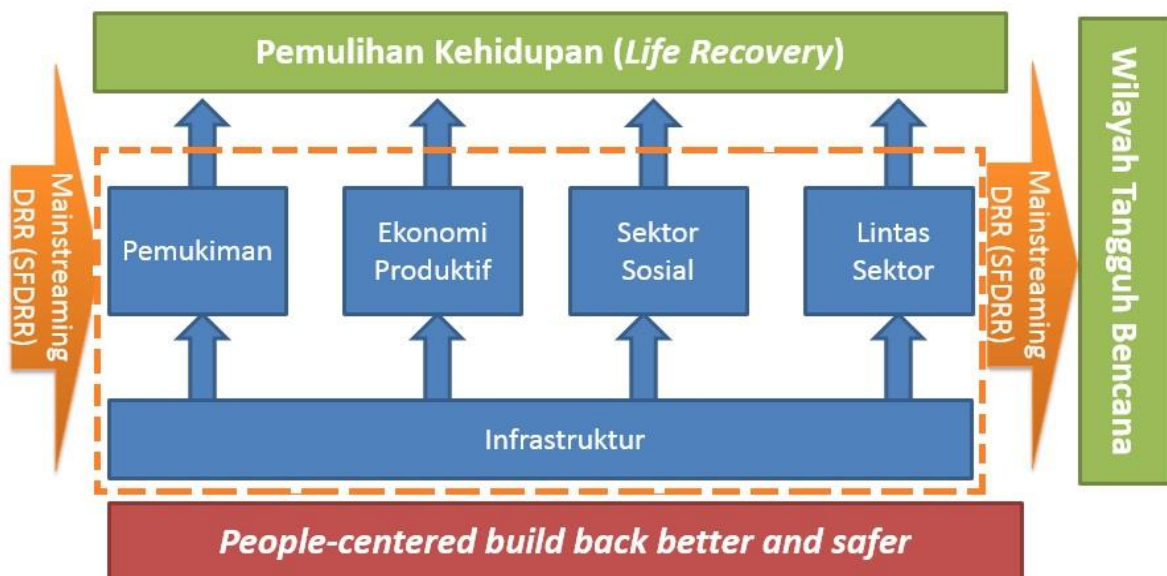 Pemulihan Kehidupan (Life Recovery)
Mainstreaming
DRR (SFDRR)
Pemukiman
Ekonomi
Produktif
Sektor
Sosial
Lintas
Sektor
Mainstreaming
DRR (SFDRR)
Wilayah Tangguh Bencana
Infrastruktur
People-centered build back better and safer